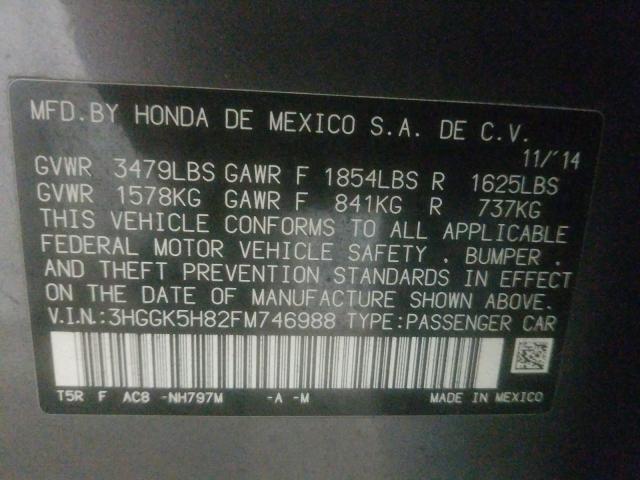 MFD.BY HONDA DE MEXICO S.A. DE C.V.
11/'14
GVWR 3479LBS GAWR F 1854LBS R 1625LBS
GVWR 1578KG GAWR F 841KG R 737KG
THIS VEHICLE CONFORMS TO ALL APPLICABLE
FEDERAL MOTOR VEHICLE SAFETY , BUMPER ,
AND THEFT PREVENTION STANDARDS IN EFFECT
ON THE DATE OF MANUFACTURE SHOWN ABOVE.
V.I.N.:3HGGK5H82FM746988 TYPE:PASSENGER CAR
T5R F AC8 -NH797M -A -M MADE IN MEXICO